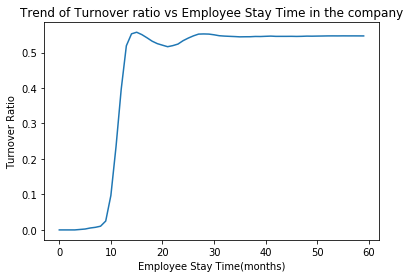 Trend of Turnover ratio vs Employee Stay Time in the company
0.5
0.4
0.3
0.2
0.1
0.0
Turnover Ratio
0 10 20 30 40 50 60
Employee Stay Time(months)